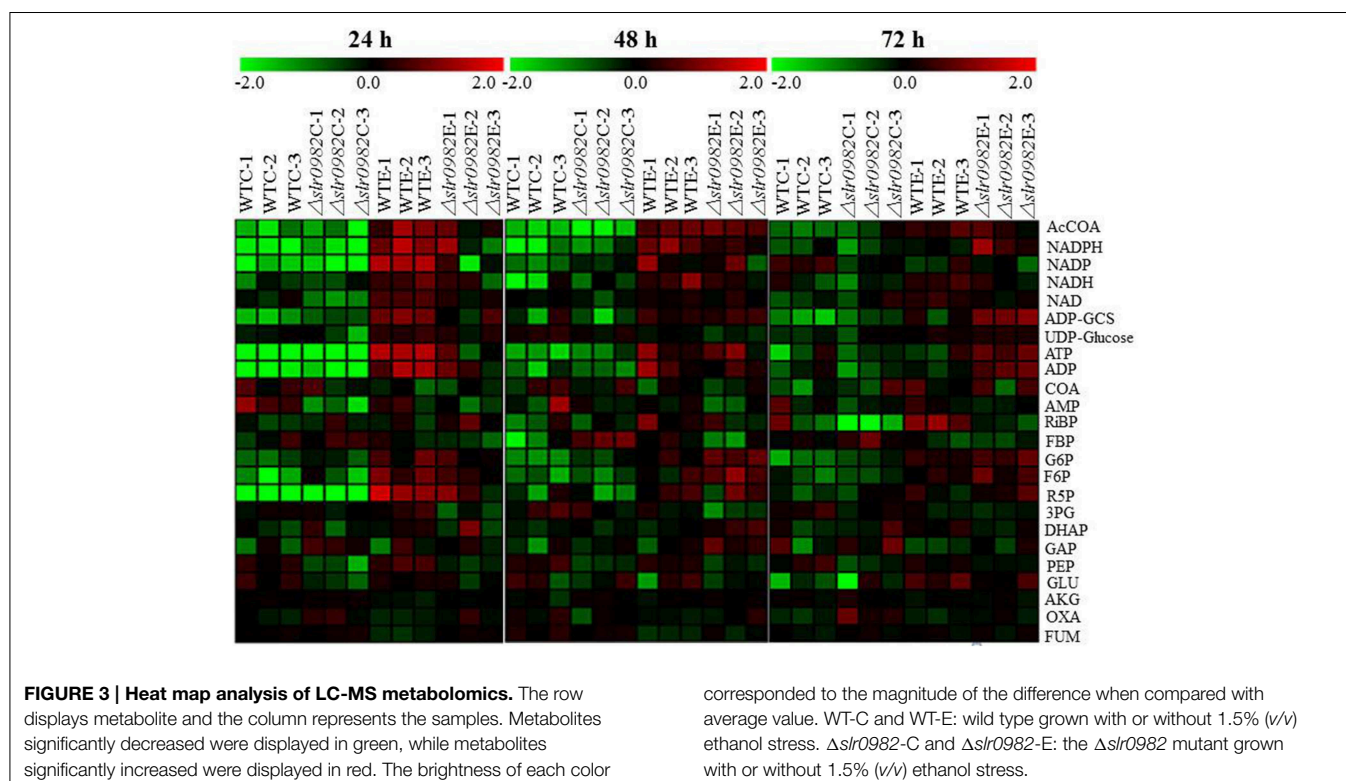 24 h 48 h 72 h
-2.0 0.0 2.0 -2.0 0.0 2.0 -2.0 0.0 2.0
WTC-1 WTC-2 WTC-3 Δslr0982C-1 Δslr0982C-2 Δslr0982C-3 WTE-1 WTE-2 WTE-3 Δslr0982E-1 Δslr0982E-2 Δslr0982E-3 WTC-1 WTC-2 WTC-3 Δslr0982C-1 Δslr0982C-2 Δslr0982C-3 WTE-1 WTE-2 WTE-3 Δslr0982E-1 Δslr0982E-2 Δslr0982E-3 WTC-1 WTC-2 WTC-3 Δslr0982C-1 Δslr0982C-2 Δslr0982C-3 WTE-1 WTE-2 WTE-3 Δslr0982E-1 Δslr0982E-2 Δslr0982E-3
AcCOA
NADPH
NADP
NADH
NAD
ADP-GCS
UDP-Glucose
ATP
ADP
COA
AMP
RiBP
FBP
G6P
F6P
R5P
3PG
DHAP
GAP
PEP
GLU
AKG
OXA
FUM
FIGURE 3 | Heat map analysis of LC-MS metabolomics. The row
displays metabolite and the column represents the samples. Metabolites
significantly decreased were displayed in green, while metabolites
significantly increased were displayed in red. The brightness of each color
corresponded to the magnitude of the difference when compared with
average value. WT-C and WT-E: wild type grown with or without 1.5% (v/v)
ethanol stress. Δslr0982-C and Δslr0982-E: the Δslr0982 mutant grown
with or without 1.5% (v/v) ethanol stress.